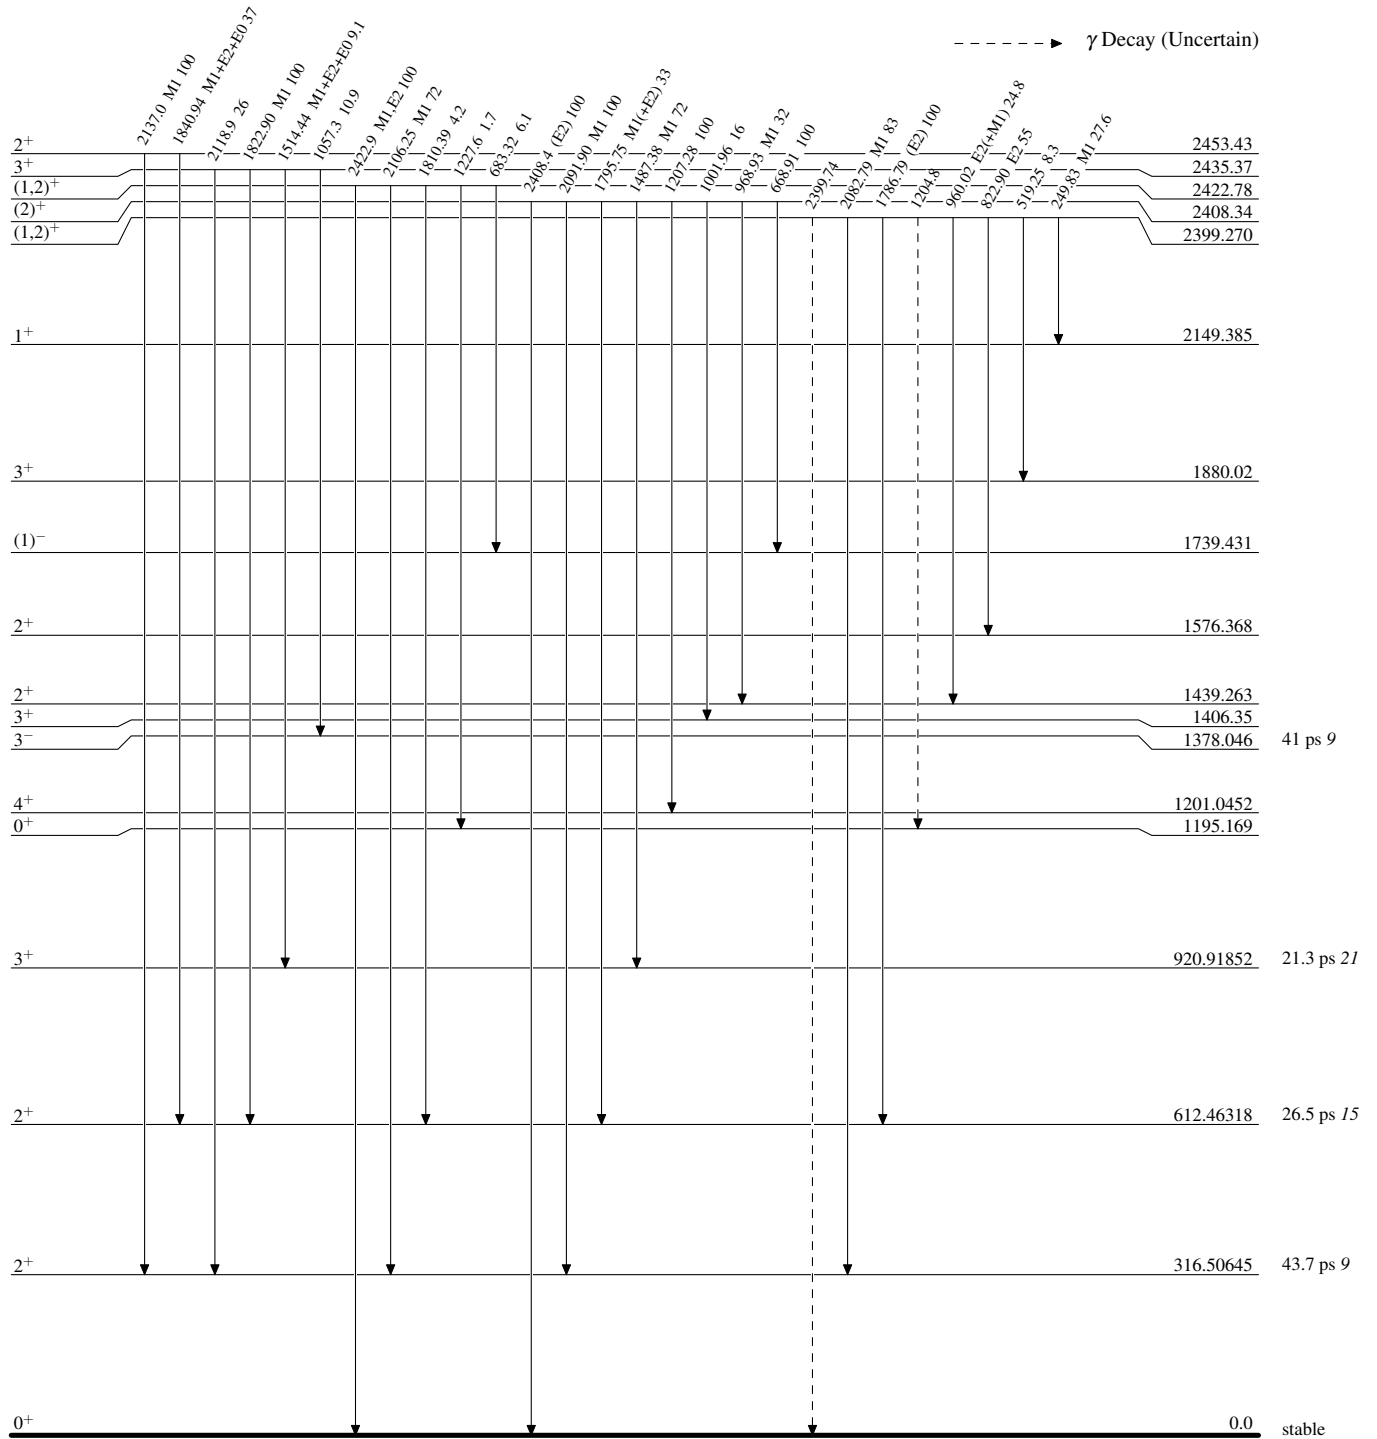 γ Decay (Uncertain)
2137.0 M1 100
1840.94 M1+E2+E0 37
2118.9 26
1822.90 M1 100
1514.44 M1+E2+E0 9.1
1057.3 10.9
2422.9 M1,E2 100
2106.25 M1 72
1810.39 4.2
1227.6 1.7
683.32 6.1
2408.4 (E2) 100
2091.90 M1 100
1795.75 M1(+E2) 33
1487.38 M1 72
1207.28 100
1001.96 16
968.93 M1 32
668.91 100
2399.74
2082.79 M1 83
1786.79 (E2) 100
1204.8
960.02 E2(+M1) 24.8
822.90 E2 55
519.25 8.3
249.83 M1 27.6
2+ 2453.43
3+ 2435.37
(1,2)+ 2422.78
(2)+ 2408.34
(1,2)+ 2399.270
1+ 2149.385
3+ 1880.02
(1)− 1739.431
2+ 1576.368
2+ 1439.263
3+ 1406.35
3− 1378.046 41 ps 9
4+ 1201.0452
0+ 1195.169
3+ 920.91852 21.3 ps 21
2+ 612.46318 26.5 ps 15
2+ 316.50645 43.7 ps 9
0+ 0.0 stable